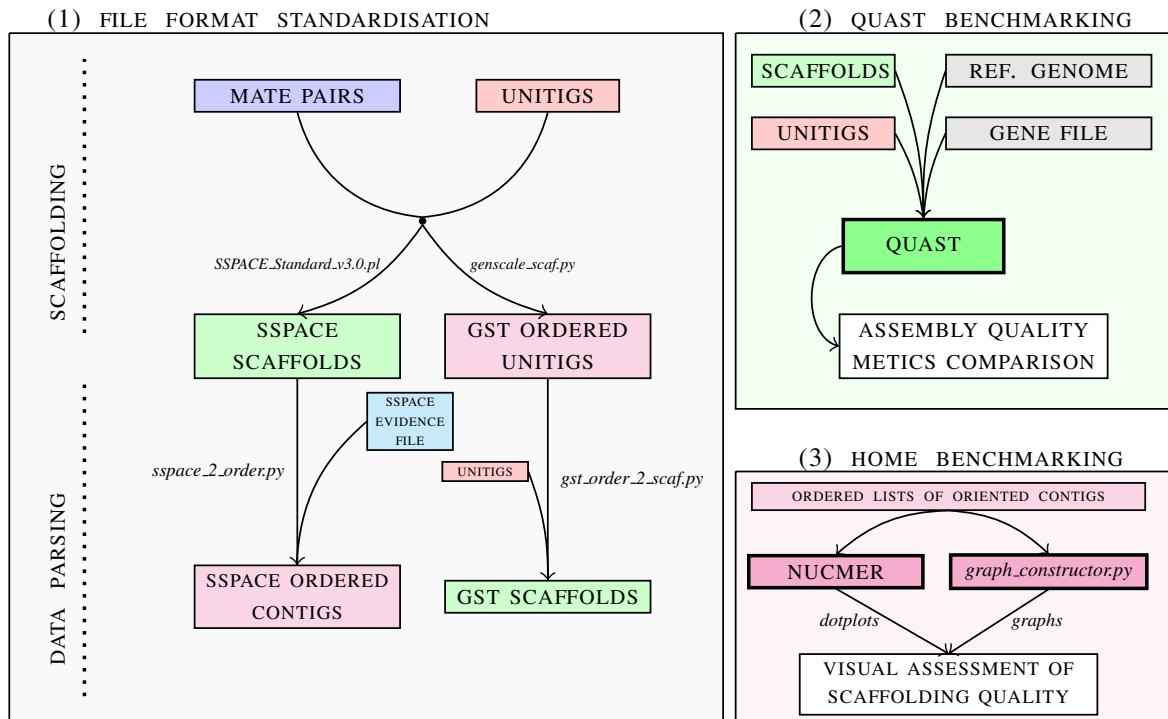 (1) FILE FORMAT STANDARDISATION
SCAFFOLDING
MATE PAIRS
UNITIGS
SSPACE_Standard_v3.0.pl
genscale_scaf.py
SSPACE
SCAFFOLDS
GST ORDERED
UNITIGS
DATA PARSING
SSPACE
EVIDENCE
FILE
sspace_2_order.py
UNITIGS
gst_order_2_scaf.py
SSPACE ORDERED
CONTIGS
GST SCAFFOLDS
(2) QUAST BENCHMARKING
SCAFFOLDS
REF. GENOME
UNITIGS
GENE FILE
QUAST
ASSEMBLY QUALITY
METICS COMPARISON
(3) HOME BENCHMARKING
ORDERED LISTS OF ORIENTED CONTIGS
NUCMER
graph_constructor.py
dotplots
graphs
VISUAL ASSESSMENT OF
SCAFFOLDING QUALITY